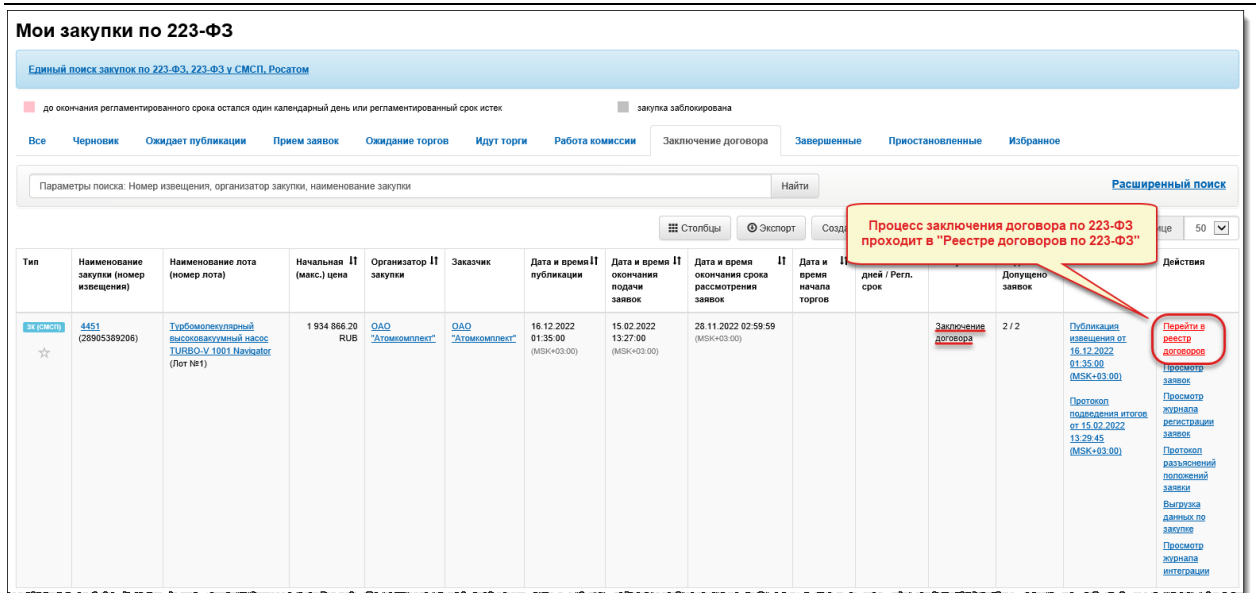 Мои закупки по 223-ФЗ
Единый поиск закупок по 223-ФЗ, 223-ФЗ у СМСП, Росатом
до окончания регламентированного срока остался один календарный день или регламентированный срок истек
закупка заблокирована
Все Черновик Ожидает публикации Прием заявок Ожидание торгов Идут торги Работа комиссии Заключение договора Завершенные Приостановленные Избранное
Параметры поиска: Номер извещения, организатор закупки, наименование закупки
Найти
Расширенный поиск
Столбцы
Экспорт
50
Процесс заключения договора по 223-ФЗ
проходит в "Реестре договоров по 223-ФЗ"
Тип
Наименование
закупки (номер
извещения)
Наименование лота
(номер лота)
Начальная
(макс.) цена
Организатор
закупки
Заказчик
Дата и время
публикации
Дата и время
окончания
подачи
заявок
Дата и время
окончания срока
рассмотрения
заявок
Дата и
время
начала
торгов
дней / Регл.
срок
Допущено
заявок
Действия
ЗК (СМСП)
4451
(28905389206)
Турбомолекулярный
высоковакуумный насос
TURBO-V 1001 Navigator
(Лот №1)
1 934 866.20
RUB
ОАО
"Атомкомплект"
ОАО
"Атомкомплект"
16.12.2022
01:35:00
(MSK+03:00)
15.02.2022
13:27:00
(MSK+03:00)
28.11.2022 02:59:59
(MSK+03:00)
Заключение
договора
2 / 2
Публикация
извещения от
16.12.2022
01:35:00
(MSK+03:00)
Протокол
подведения итогов
от 15.02.2022
13:29:45
(MSK+03:00)
Перейти в
реестр
договоров
Просмотр
заявок
Просмотр
журнала
регистрации
заявок
Протокол
разъяснений
положений
заявки
Выгрузка
данных по
закупке
Просмотр
журнала
интеграции